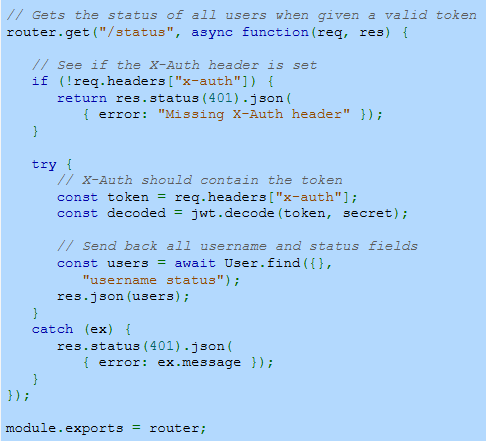 // Gets the status of all users when given a valid token
router.get("/status", async function(req, res) {
// See if the X-Auth header is set
if (!req.headers["x-auth"]) {
return res.status(401).json(
{ error: "Missing X-Auth header" });
}
try {
// X-Auth should contain the token
const token = req.headers["x-auth"];
const decoded = jwt.decode(token, secret);
// Send back all username and status fields
const users = await User.find({},
"username status");
res.json(users);
}
catch (ex) {
res.status(401).json(
{ error: ex.message });
}
});
module.exports = router;